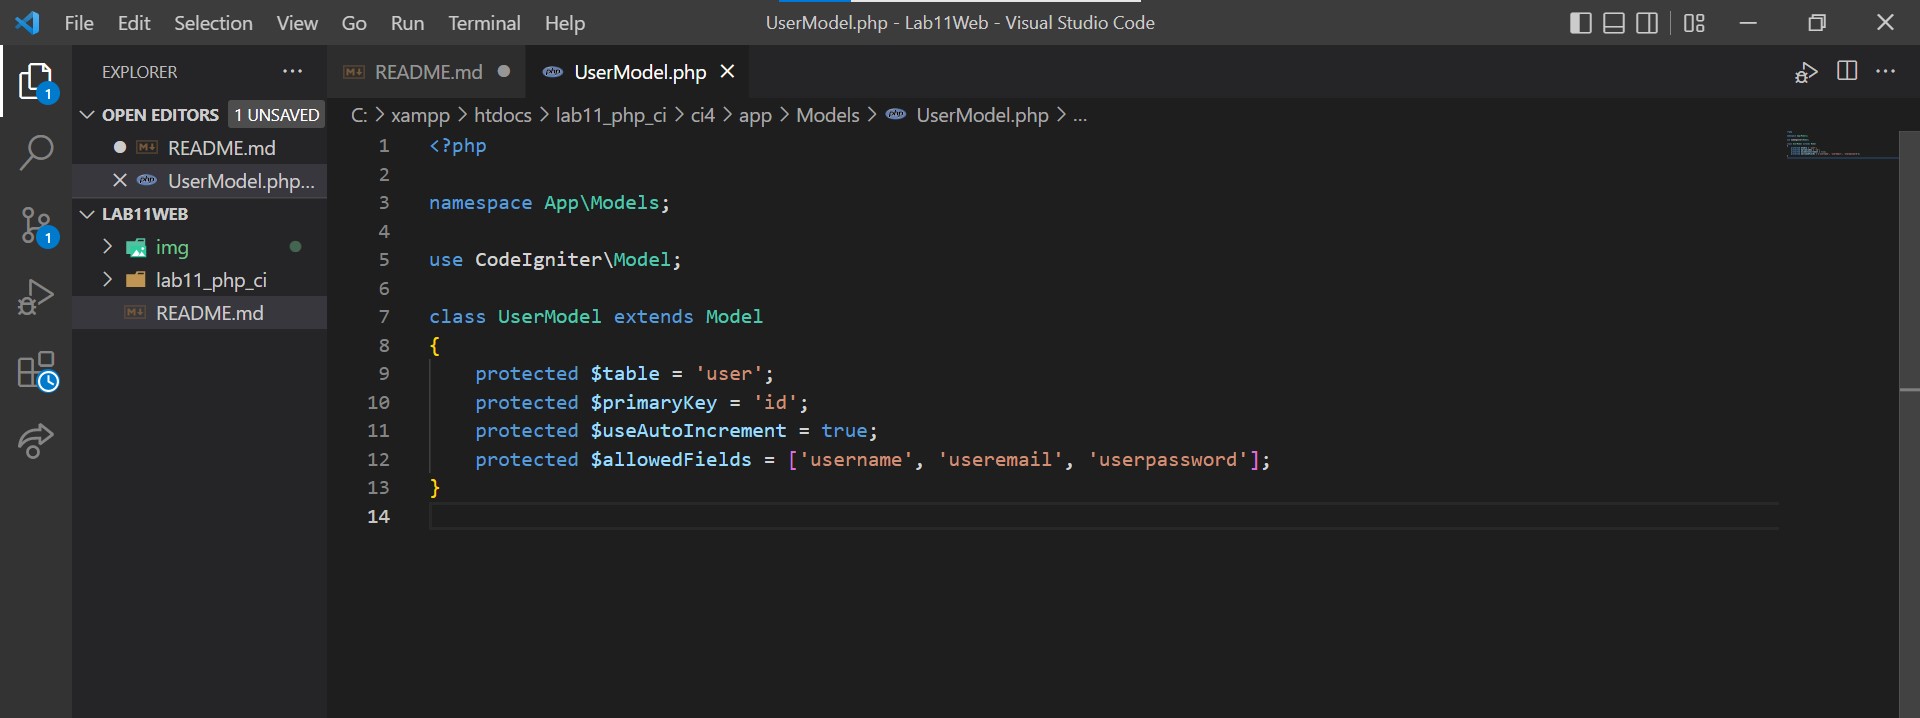 File Edit Selection View Go Run Terminal Help
UserModel.php - Lab11Web - Visual Studio Code
EXPLORER
OPEN EDITORS 1 UNSAVED
README.md
UserModel.php...
LAB11WEB
img
lab11_php_ci
README.md
1
1
README.md
UserModel.php
C: > xampp > htdocs > lab11_php_ci > ci4 > app > Models > UserModel.php > ...
1 <?php
2
3 namespace App\Models;
4
5 use CodeIgniter\Model;
6
7 class UserModel extends Model
8 {
9     protected $table = 'user';
10     protected $primaryKey = 'id';
11     protected $useAutoIncrement = true;
12     protected $allowedFields = ['username', 'useremail', 'userpassword'];
13 }
14